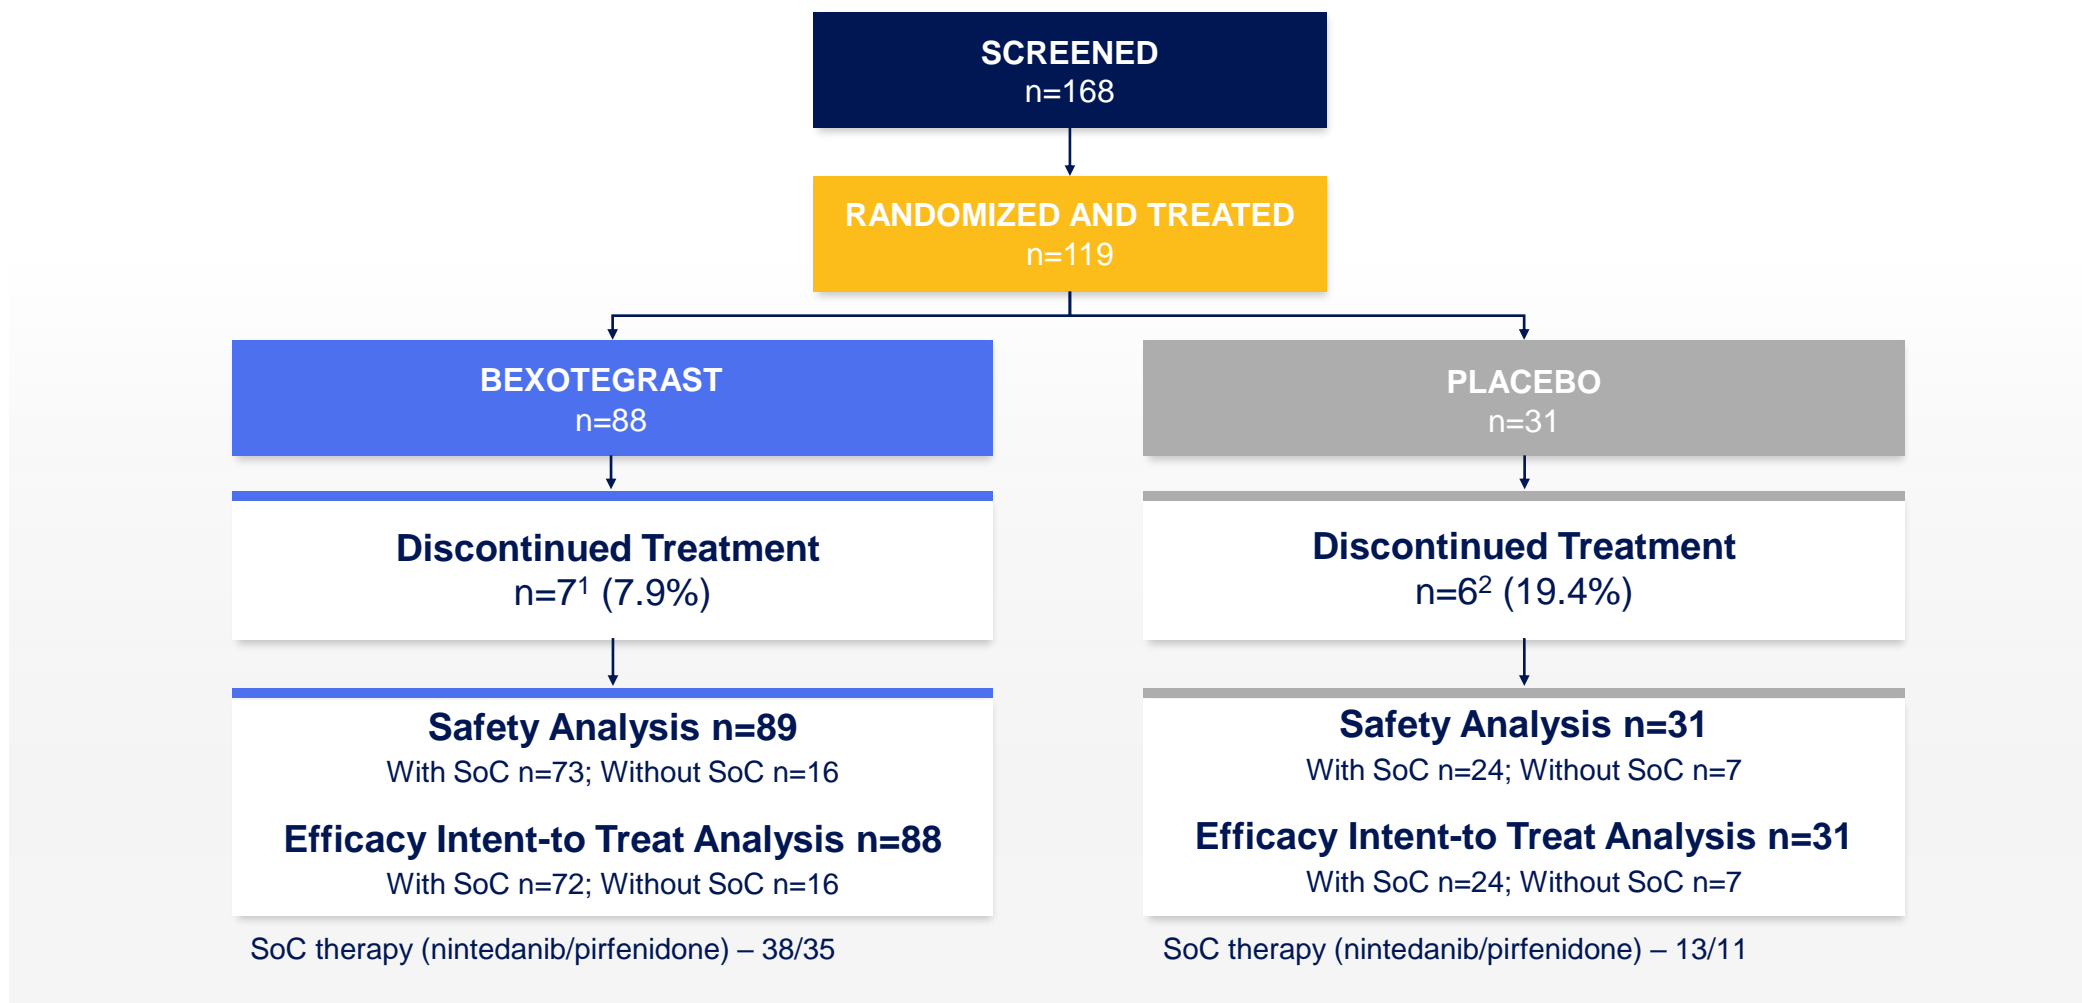 SCREENED
n=168
RANDOMIZED AND TREATED
n=119
BEXOTEGRAST
n=88
PLACEBO
n=31
Discontinued Treatment
n=7¹ (7.9%)
Discontinued Treatment
n=6² (19.4%)
Safety Analysis n=89
With SoC n=73; Without SoC n=16
Efficacy Intent-to Treat Analysis n=88
With SoC n=72; Without SoC n=16
Safety Analysis n=31
With SoC n=24; Without SoC n=7
Efficacy Intent-to Treat Analysis n=31
With SoC n=24; Without SoC n=7
SoC therapy (nintedanib/pirfenidone) – 38/35
SoC therapy (nintedanib/pirfenidone) – 13/11